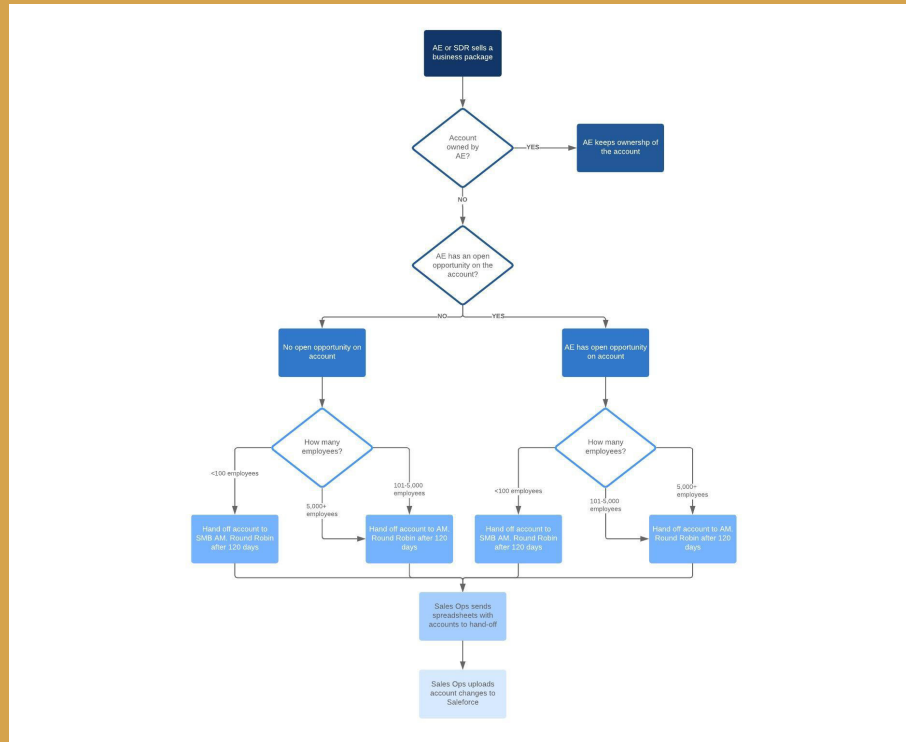 AE or SDR sells a
business package
Account
owned by
AE?
YES
AE keeps ownershp of
the account
NO
AE has an open
opportunity on the
account?
NO
YES
No open opportunity on
account
AE has open opportunity
on account
How many
employees?
How many
employees?
<100 employees
5,000+
employees
101-5,000
employees
<100 employees
101-5,000
employees
5,000+
employees
Hand off account to
SMB AM. Round Robin
after 120 days
Hand off account to AM.
Round Robin after 120
days
Hand off account to
SMB AM. Round Robin
after 120 days
Hand off account to AM.
Round Robin after 120
days
Sales Ops sends
spreadsheets with
accounts to hand-off
Sales Ops uploads
account changes to
Saleforce